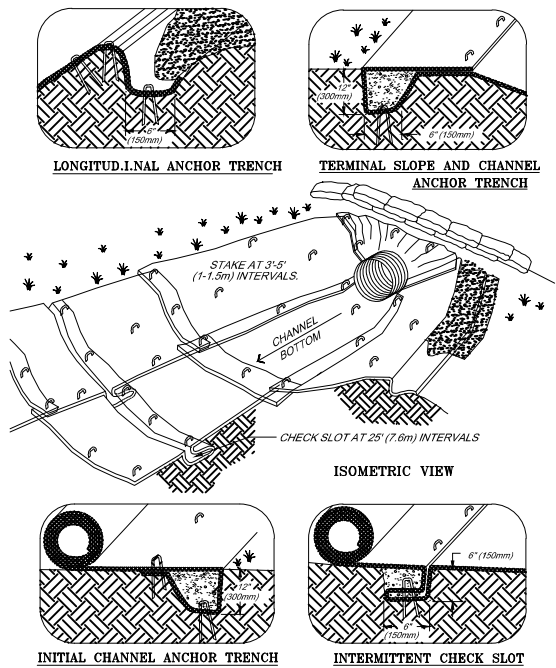 6"
(150mm)
LONGITUD.I.NAL ANCHOR TRENCH
12"
(300mm)
6" (150mm)
TERMINAL SLOPE AND CHANNEL
ANCHOR TRENCH
STAKE AT 3'-5'
(1-1.5m) INTERVALS.
CHANNEL
BOTTOM
CHECK SLOT AT 25' (7.6m) INTERVALS
ISOMETRIC VIEW
12"
(300mm)
INITIAL CHANNEL ANCHOR TRENCH
6" (150mm)
6"
(150mm)
INTERMITTENT CHECK SLOT